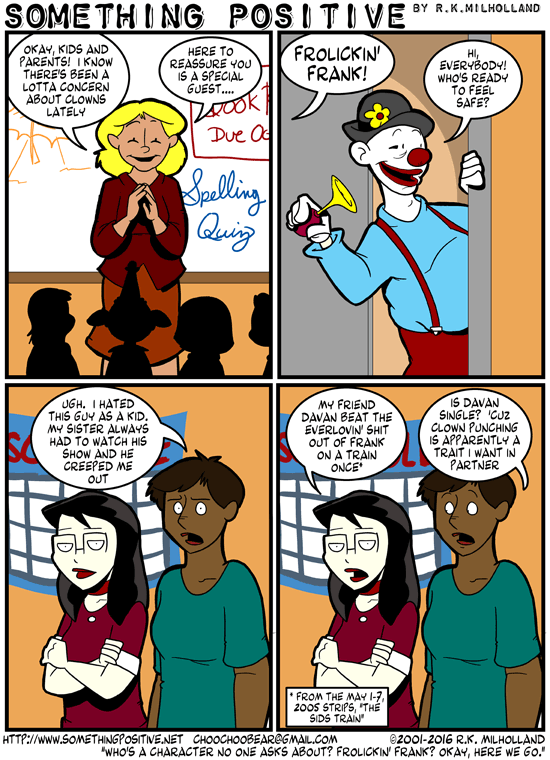 SOMETHING POSITIVE BY R.K.MILHOLLAND
OKAY, KIDS AND
PARENTS! I KNOW
THERE'S BEEN A
LOTTA CONCERN
ABOUT CLOWNS
LATELY
HERE TO
REASSURE YOU
IS A SPECIAL
GUEST....
Due Oc
Spelling
Quiz
FROLICKIN'
FRANK!
HI,
EVERYBODY!
WHO'S READY
TO FEEL
SAFE?
UGH. I HATED
THIS GUY AS A KID.
MY SISTER ALWAYS
HAD TO WATCH HIS
SHOW AND HE
CREEPED ME
OUT
MY FRIEND
DAVAN BEAT THE
EVERLOVIN' SHIT
OUT OF FRANK
ON A TRAIN
ONCE*
IS DAVAN
SINGLE? 'CUZ
CLOWN PUNCHING
IS APPARENTLY A
TRAIT I WANT IN
PARTNER
* FROM THE MAY 1-7,
2005 STRIPS, "THE
SIDS TRAIN"
HTTP://WWW.SOMETHINGPOSITIVE.NET CHOOCHOOBEAR@GMAIL.COM ©2001-2016 R.K. MILHOLLAND
"WHO'S A CHARACTER NO ONE ASKS ABOUT? FROLICKIN' FRANK? OKAY, HERE WE GO."